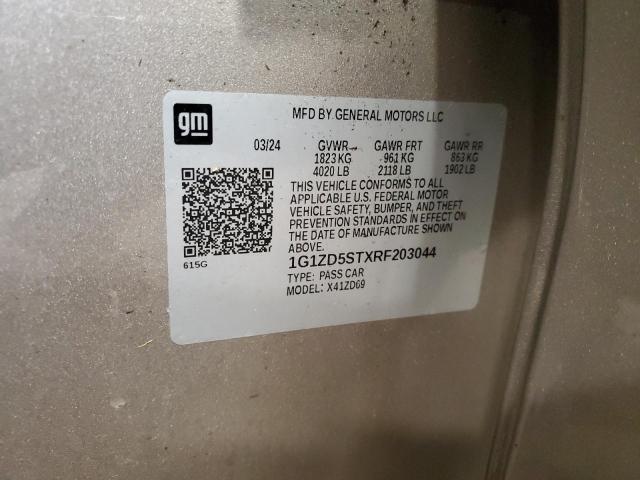 gm
MFD BY GENERAL MOTORS LLC
03/24 GVWR GAWR FRT GAWR RR
1823 KG 961 KG 863 KG
4020 LB 2118 LB 1902 LB
THIS VEHICLE CONFORMS TO ALL
APPLICABLE U.S. FEDERAL MOTOR
VEHICLE SAFETY, BUMPER, AND THEFT
PREVENTION STANDARDS IN EFFECT ON
THE DATE OF MANUFACTURE SHOWN
ABOVE.
615G
1G1ZD5STXRF203044
TYPE: PASS CAR
MODEL: X41ZD69